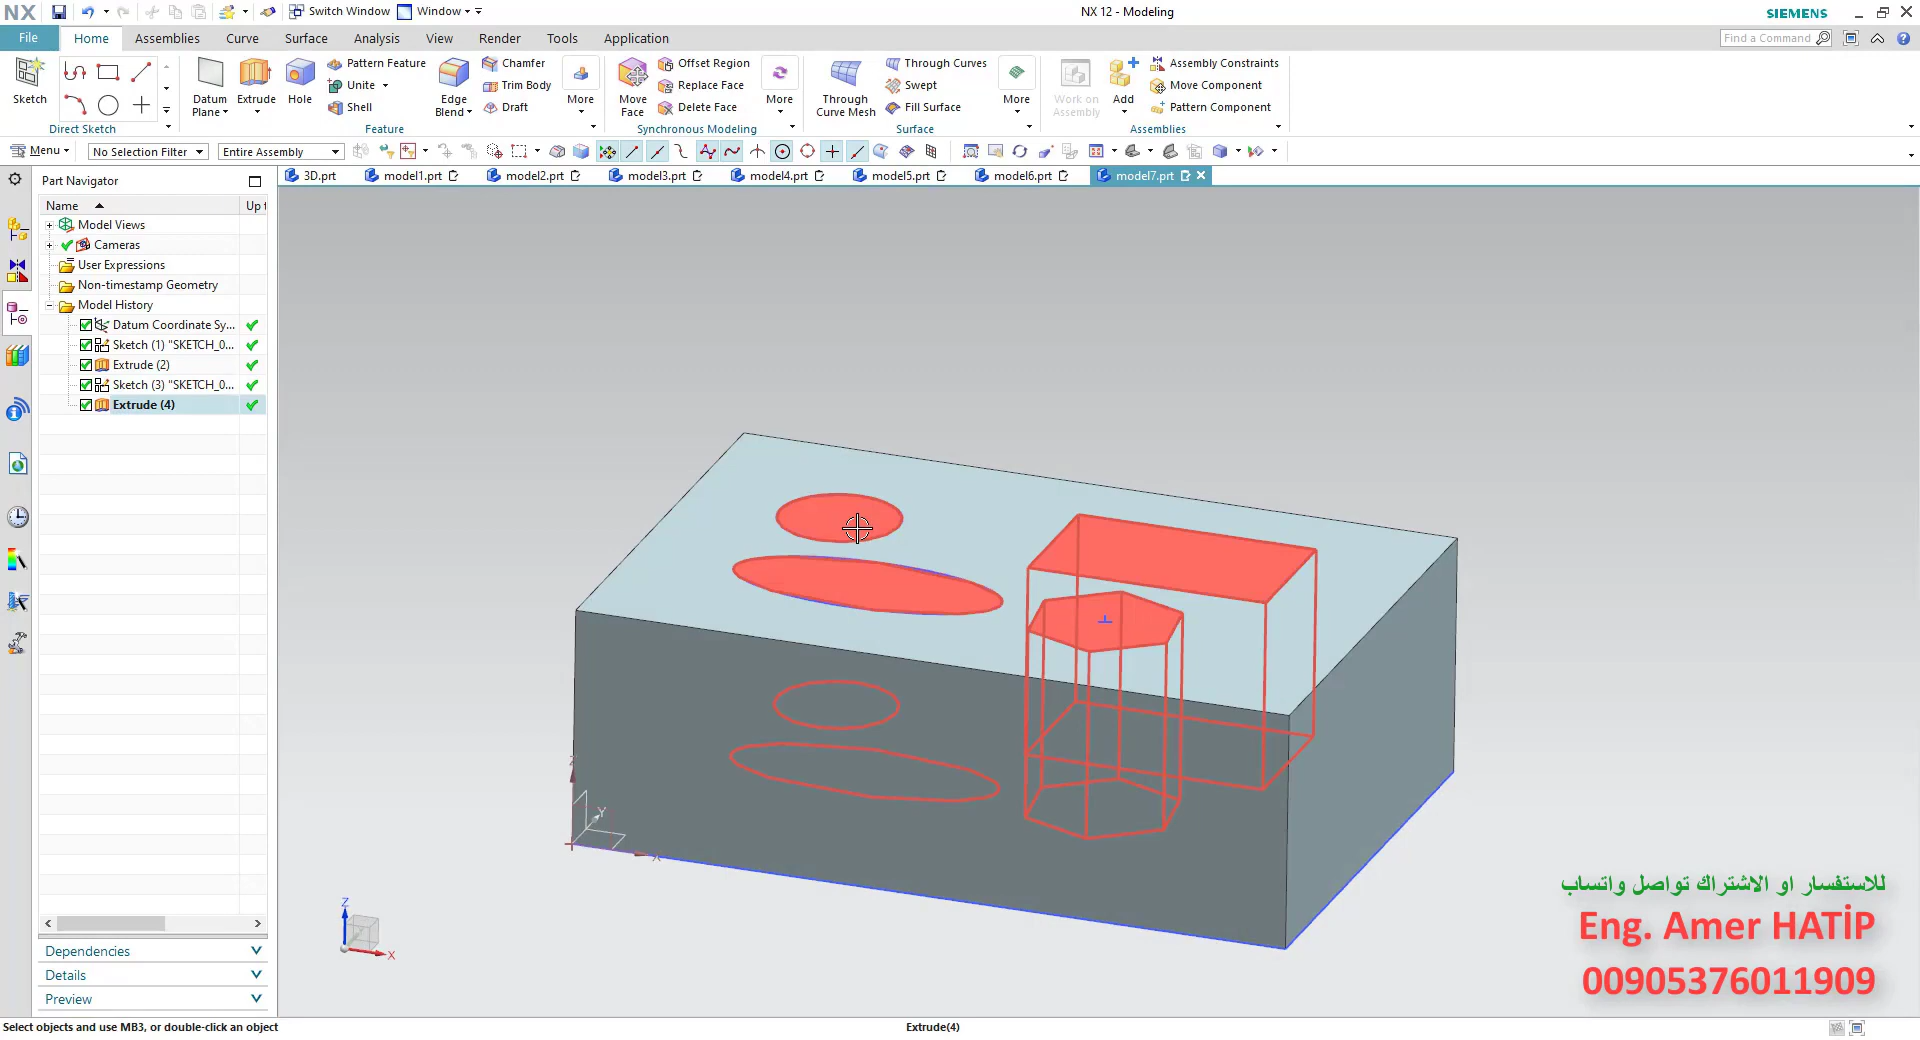 NX
Switch Window
Window
NX 12 - Modeling
SIEMENS
File
Home
Assemblies
Curve
Surface
Analysis
View
Render
Tools
Application
Find a Command
Sketch
Direct Sketch
Datum Plane
Extrude
Hole
Pattern Feature
Unite
Shell
Edge Blend
Chamfer
Trim Body
Draft
More
Feature
Move Face
Offset Region
Replace Face
Delete Face
More
Synchronous Modeling
Through Curve Mesh
Through Curves
Swept
Fill Surface
More
Surface
Work on Assembly
Add
Assembly Constraints
Move Component
Pattern Component
Assemblies
Menu
No Selection Filter
Entire Assembly
3D.prt
model1.prt
model2.prt
model3.prt
model4.prt
model5.prt
model6.prt
model7.prt
Part Navigator
Name
Up t
Model Views
Cameras
User Expressions
Non-timestamp Geometry
Model History
Datum Coordinate Sy...
Sketch (1) "SKETCH_0...
Extrude (2)
Sketch (3) "SKETCH_0...
Extrude (4)
Dependencies
Details
Preview
Z
Y
X
Z
X
للاستفسار او الاشتراك تواصل واتساب
Eng. Amer HATİP
00905376011909
Select objects and use MB3, or double-click an object
Extrude(4)